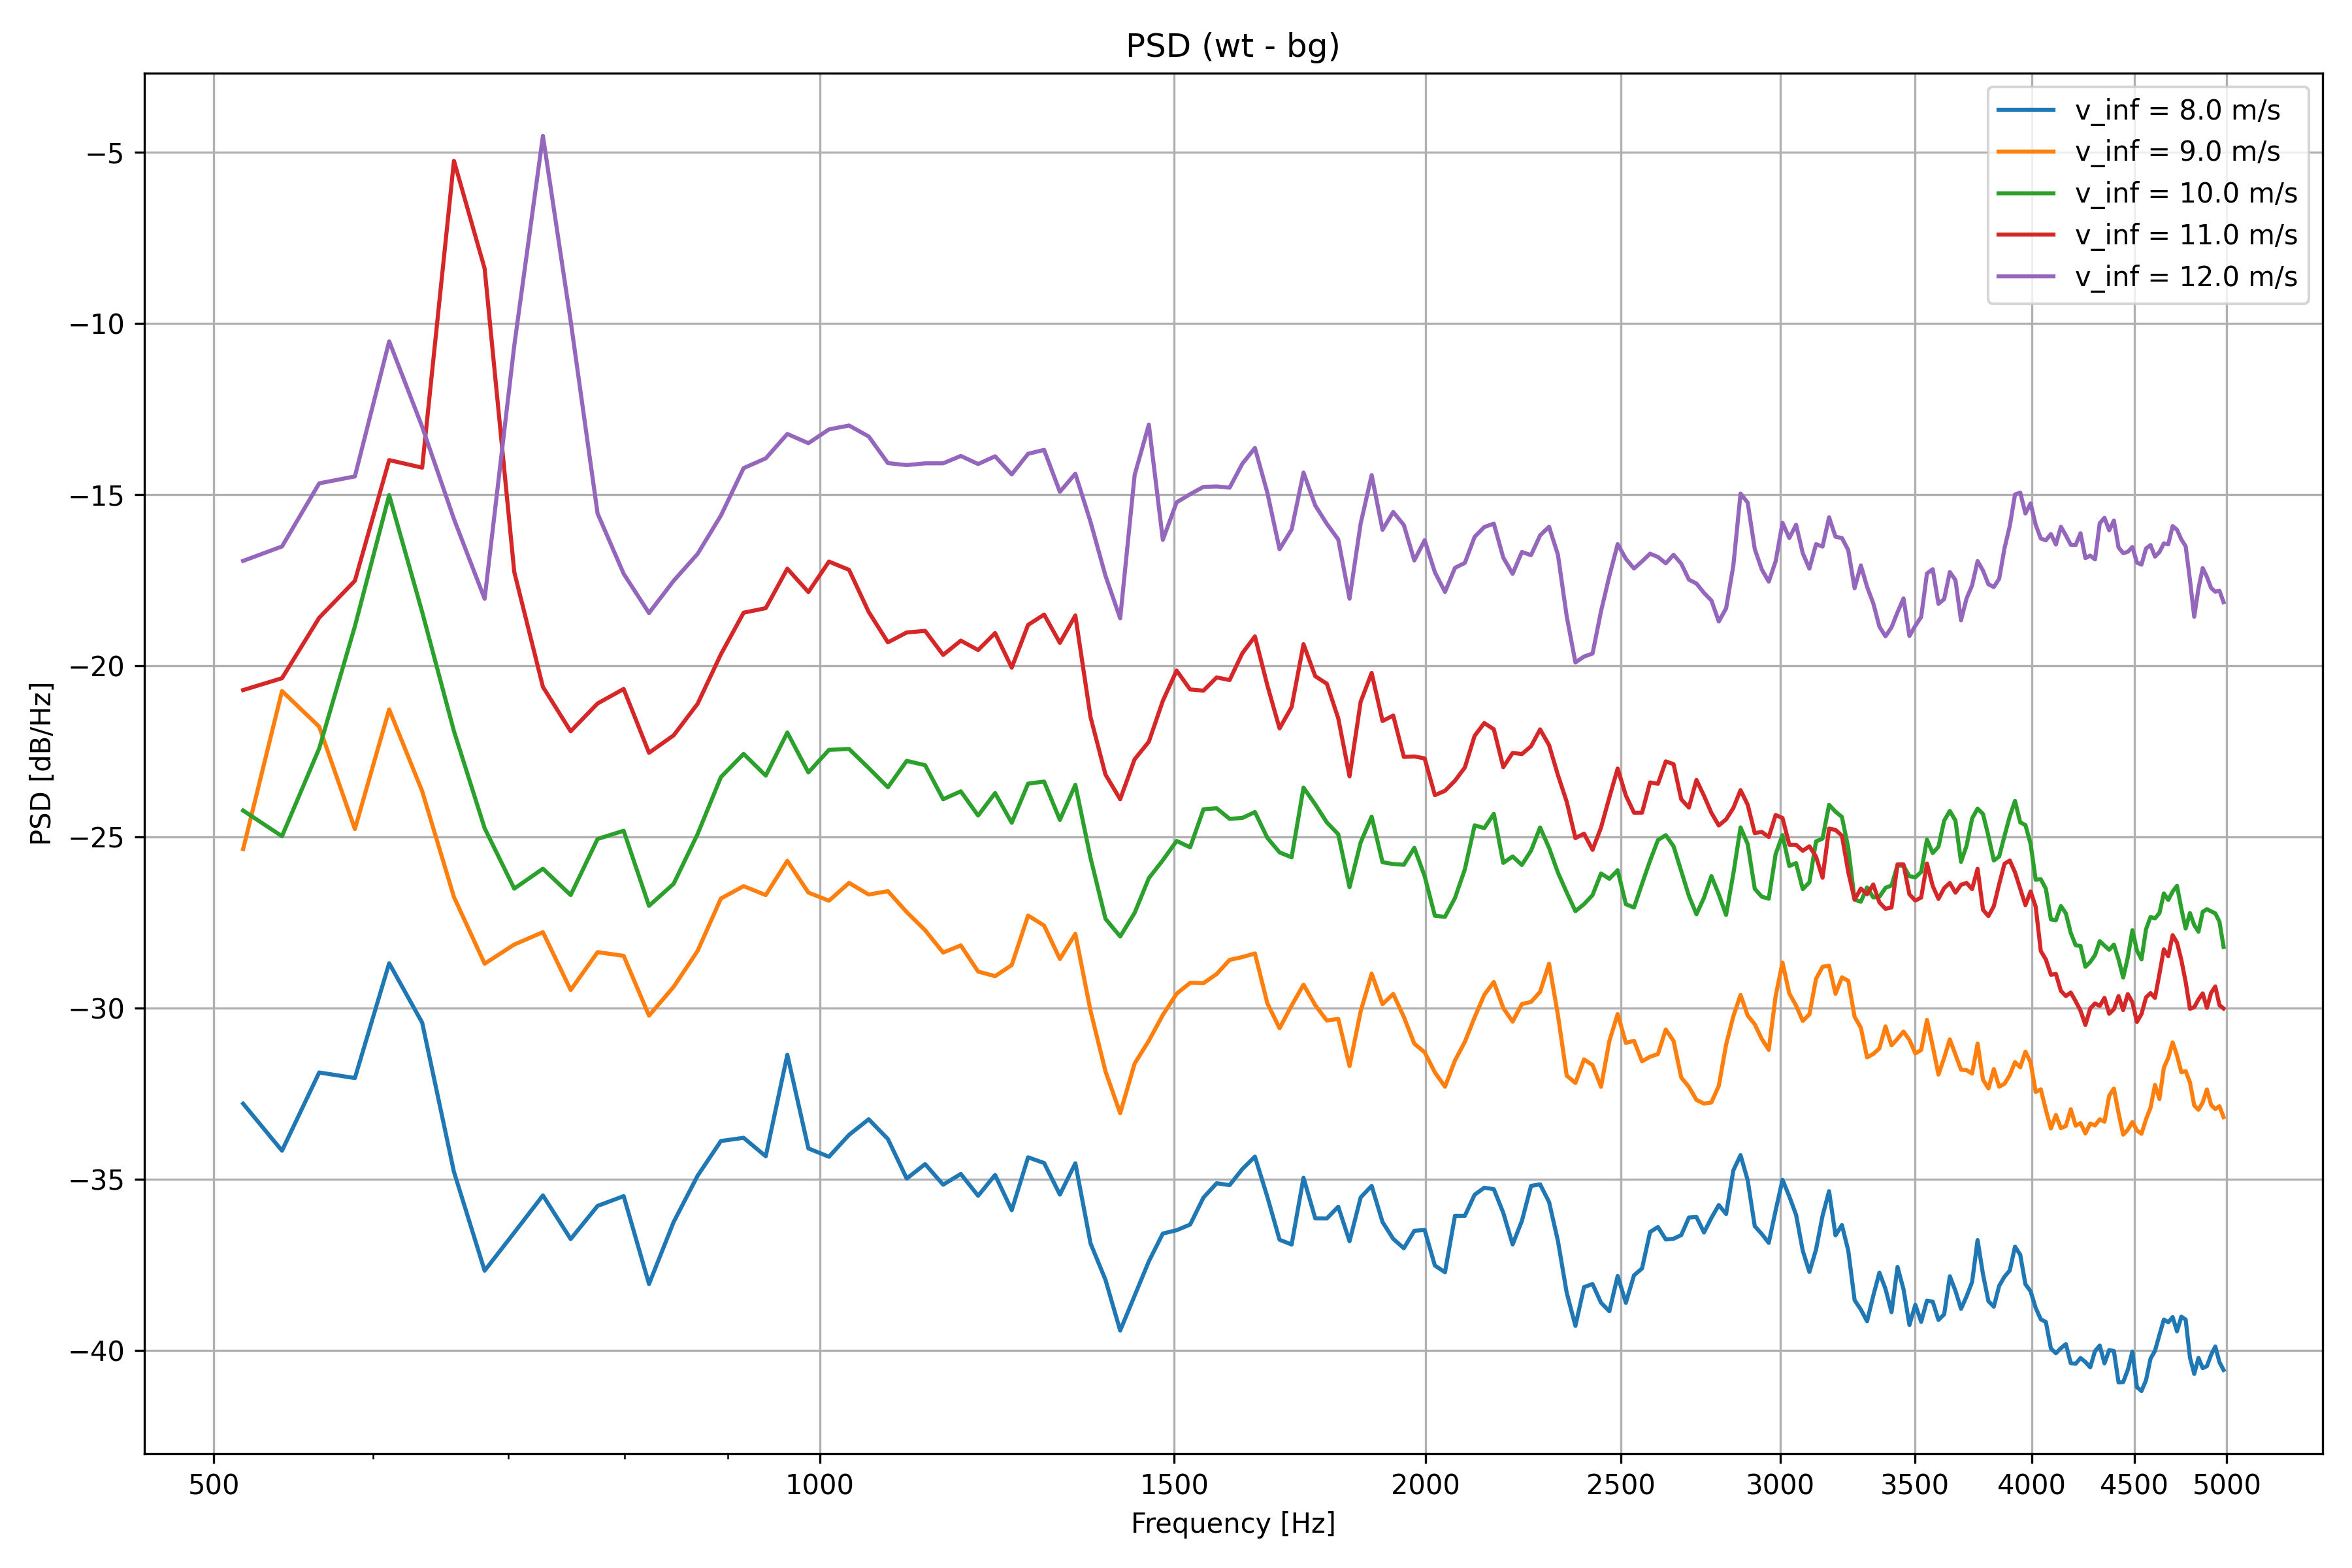 PSD (wt - bg)
v_inf = 8.0 m/s
v_inf = 9.0 m/s
v_inf = 10.0 m/s
v_inf = 11.0 m/s
v_inf = 12.0 m/s
PSD [dB/Hz]
−5
−10
−15
−20
−25
−30
−35
−40
500 1000 1500 2000 2500 3000 3500 4000 4500 5000
Frequency [Hz]